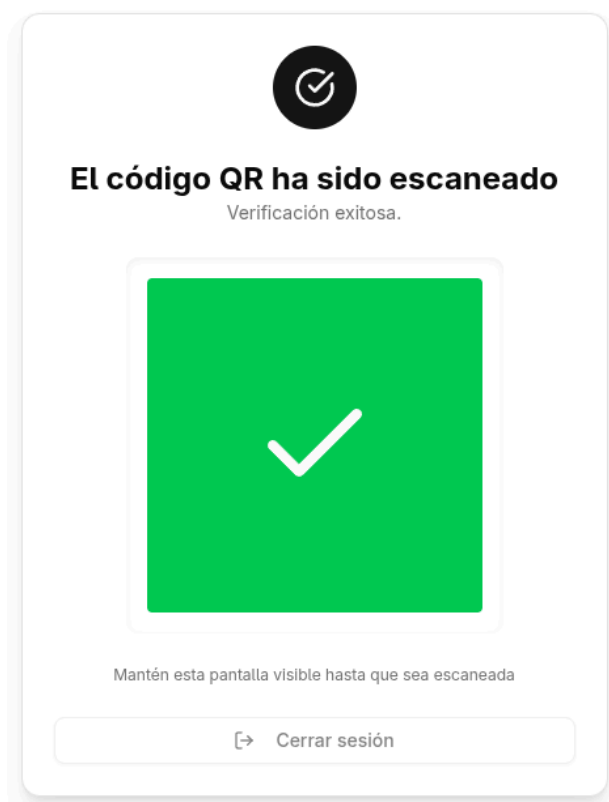 El código QR ha sido escaneado
Verificación exitosa.
Mantén esta pantalla visible hasta que sea escaneada
Cerrar sesión